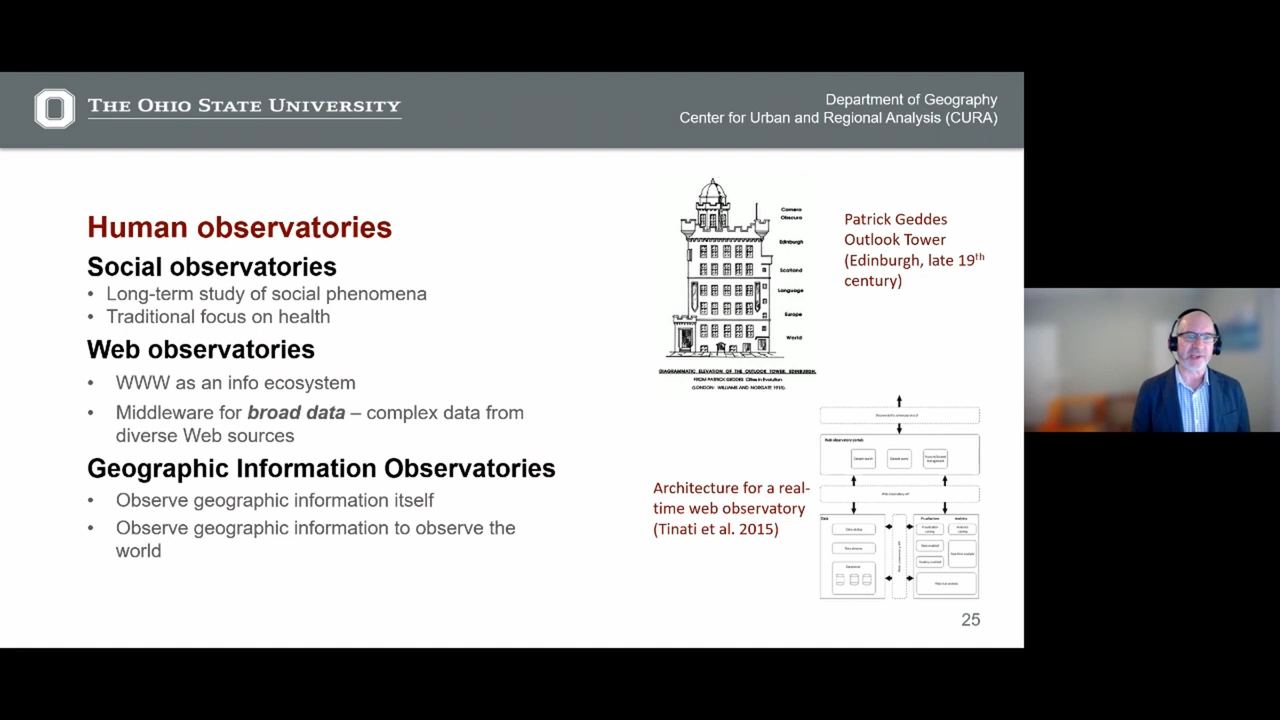 THE OHIO STATE UNIVERSITY
Department of Geography
Center for Urban and Regional Analysis (CURA)
Human observatories
Social observatories
• Long-term study of social phenomena
• Traditional focus on health
Web observatories
• WWW as an info ecosystem
• Middleware for broad data – complex data from
diverse Web sources
Geographic Information Observatories
• Observe geographic information itself
• Observe geographic information to observe the
world
Camera
Obscura
Edinburgh
Scotland
Language
Europe
World
DIAGRAMMATIC ELEVATION OF THE OUTLOOK TOWER, EDINBURGH.
FROM PATRICK GEDDES: Cities in Evolution
(LONDON: WILLIAMS AND NORGATE 1915).
Patrick Geddes
Outlook Tower
(Edinburgh, late 19th
century)
Architecture for a real-
time web observatory
(Tinati et al. 2015)
Web observatory portals
Data
Analytics
25